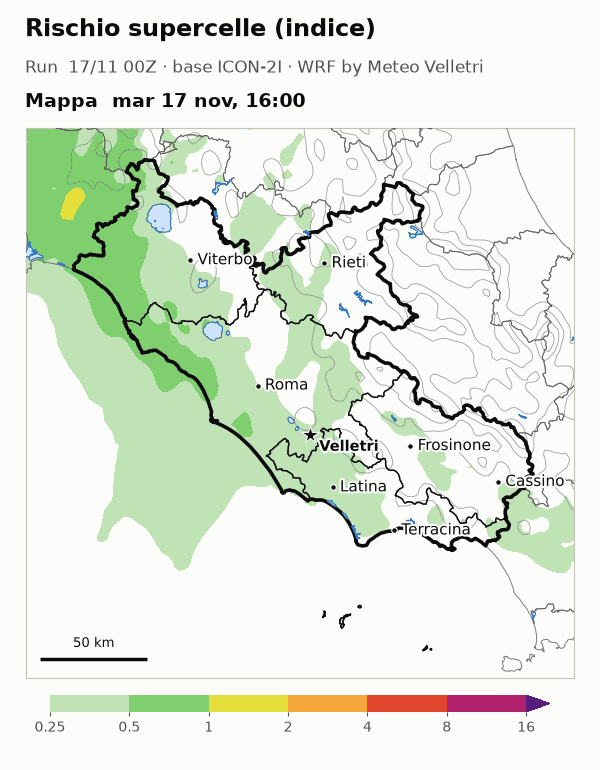 Rischio supercelle (indice)
Run  17/11 00Z · base ICON-2I · WRF by Meteo Velletri
Mappa  mar 17 nov, 16:00
Viterbo
Rieti
Roma
Velletri
Frosinone
Latina
Cassino
Terracina
50 km
0.25 0.5 1 2 4 8 16